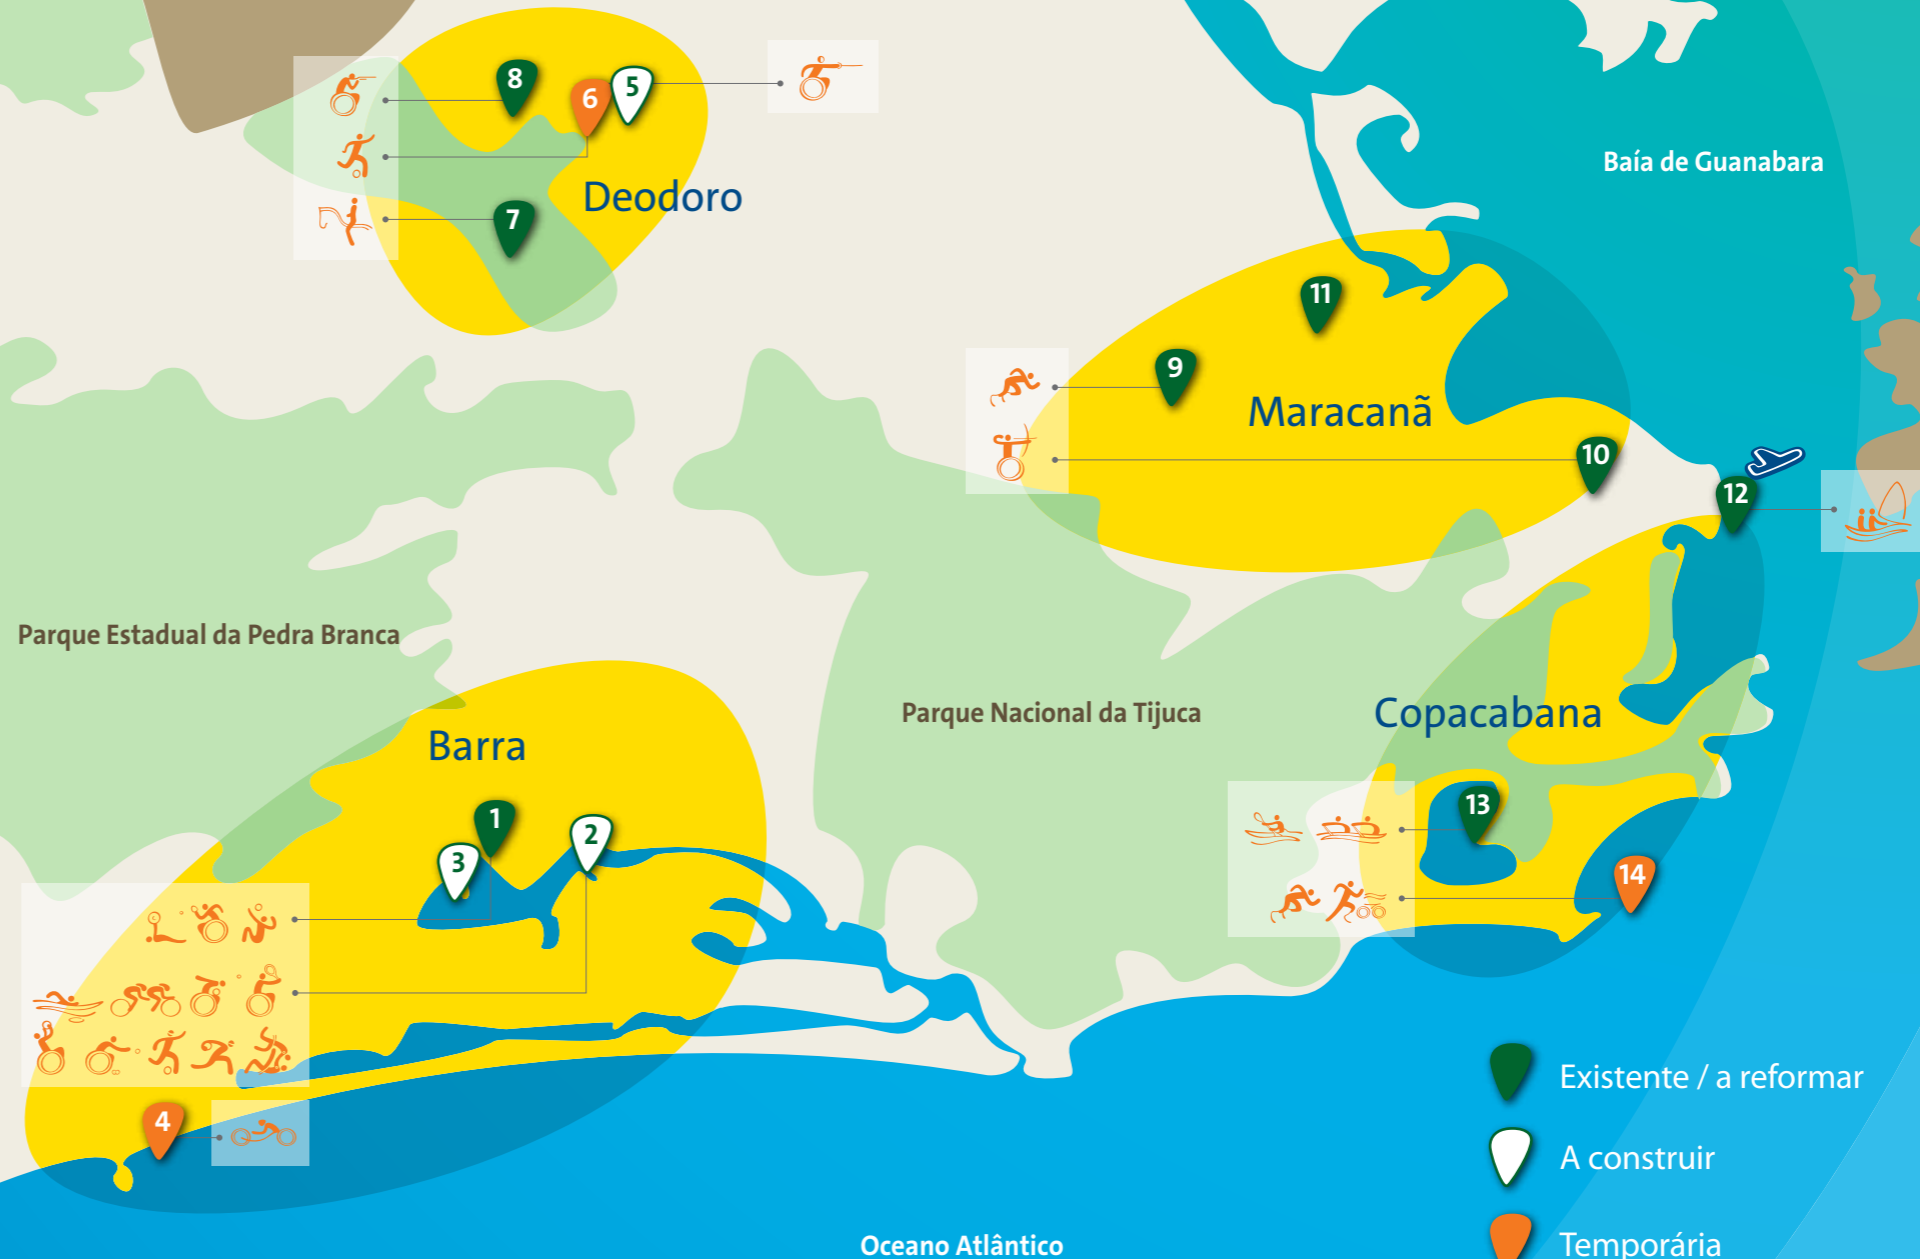 8
6
5
Baía de Guanabara
Deodoro
7
11
9
Maracanã
10
12
Parque Estadual da Pedra Branca
Parque Nacional da Tijuca
Copacabana
Barra
1
2
3
13
14
4
Existente / a reformar
A construir
Temporária
Oceano Atlântico